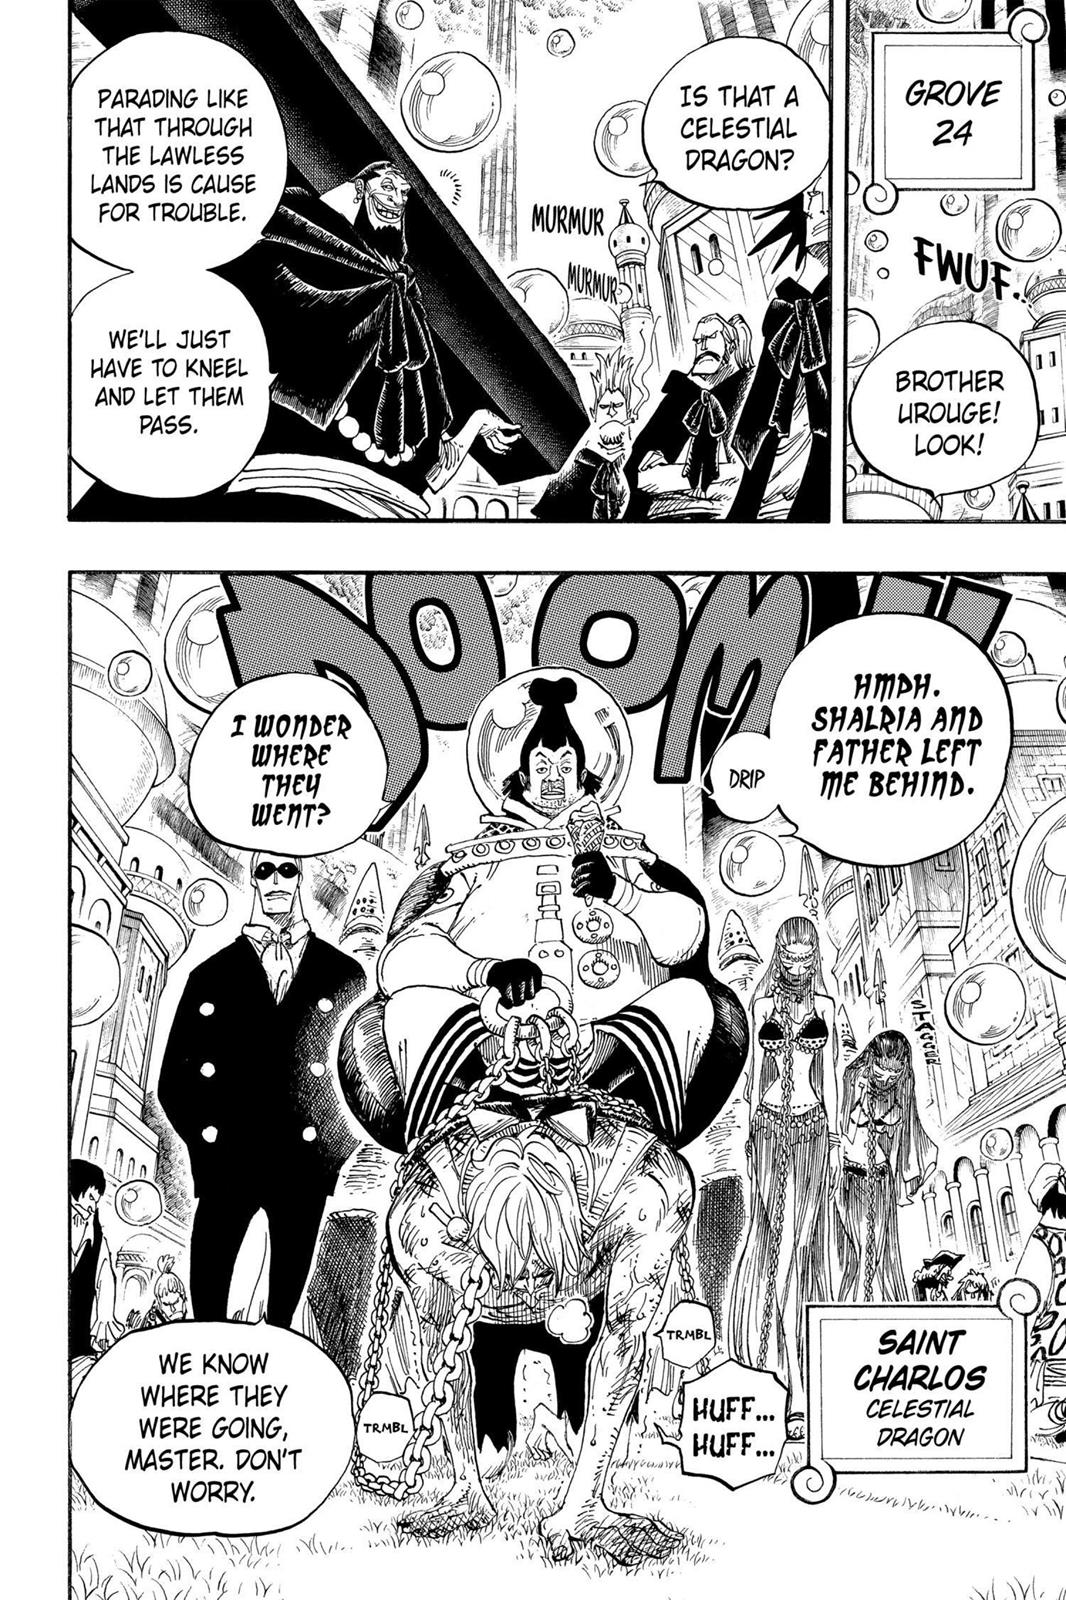 GROVE
24
FWUF..
BROTHER
UROUGE!
LOOK!
IS THAT A
CELESTIAL
DRAGON?
MURMUR
MURMUR
PARADING LIKE
THAT THROUGH
THE LAWLESS
LANDS IS CAUSE
FOR TROUBLE.
WE'LL JUST
HAVE TO KNEEL
AND LET THEM
PASS.
DOOM!!
HMPH.
SHALRIA AND
FATHER LEFT
ME BEHIND.
DRIP
I WONDER
WHERE
THEY
WENT?
STAGGER
TRMBL
HUFF...
HUFF...
SAINT
CHARLOS
CELESTIAL
DRAGON
TRMBL
WE KNOW
WHERE THEY
WERE GOING,
MASTER. DON'T
WORRY.